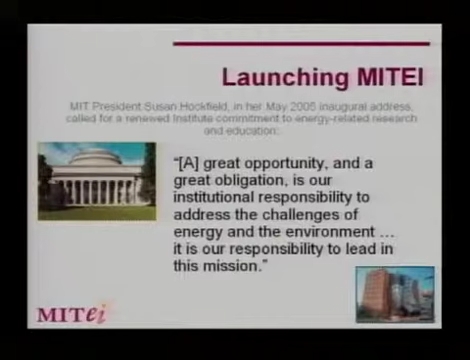 Launching MITEI
MIT President Susan Hockfield, in her May 2005 inaugural address,
called for a renewed Institute commitment to energy-related research
and education:
“[A] great opportunity, and a
great obligation, is our
institutional responsibility to
address the challenges of
energy and the environment …
it is our responsibility to lead in
this mission.”
MITei